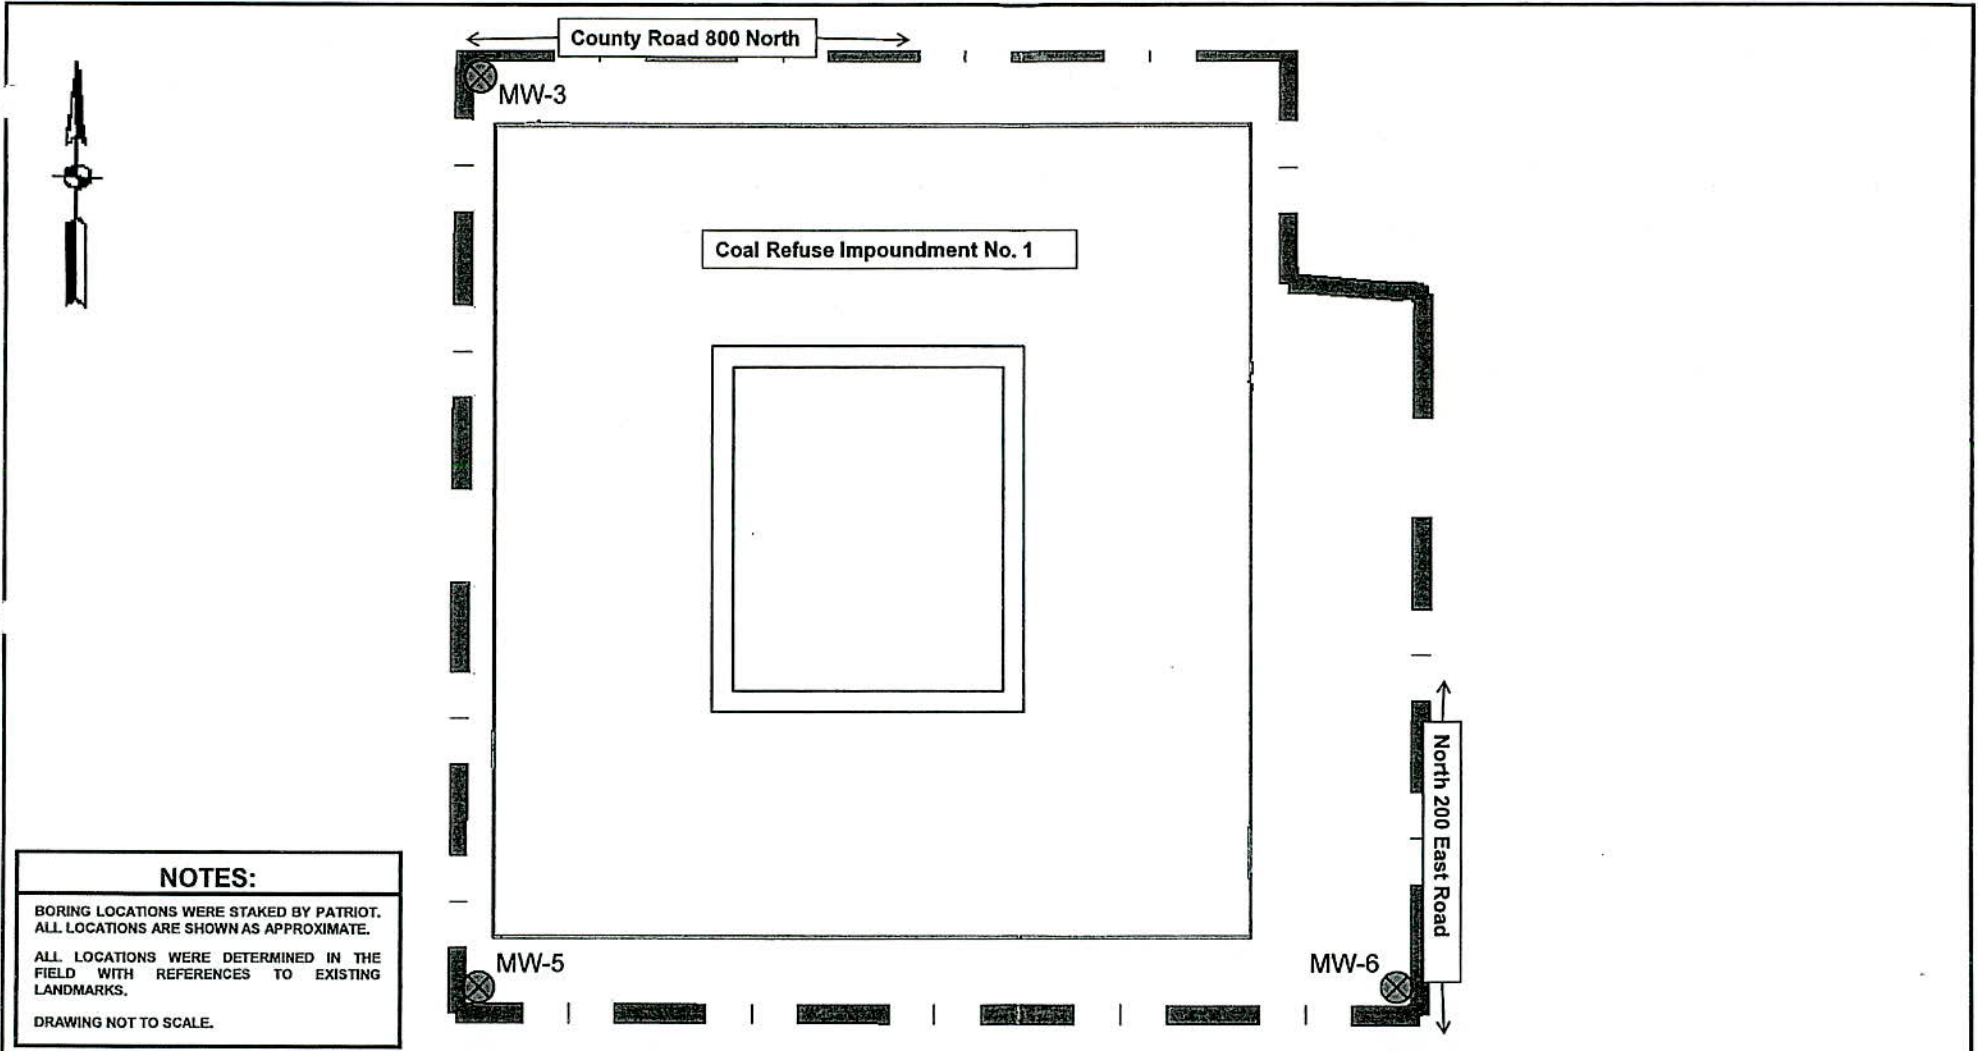 County Road 800 North
MW-3
Coal Refuse Impoundment No. 1
North 200 East Road
NOTES:
BORING LOCATIONS WERE STAKED BY PATRIOT.
ALL LOCATIONS ARE SHOWN AS APPROXIMATE.
ALL LOCATIONS WERE DETERMINED IN THE
FIELD WITH REFERENCES TO EXISTING
LANDMARKS.
DRAWING NOT TO SCALE.
MW-5
MW-6